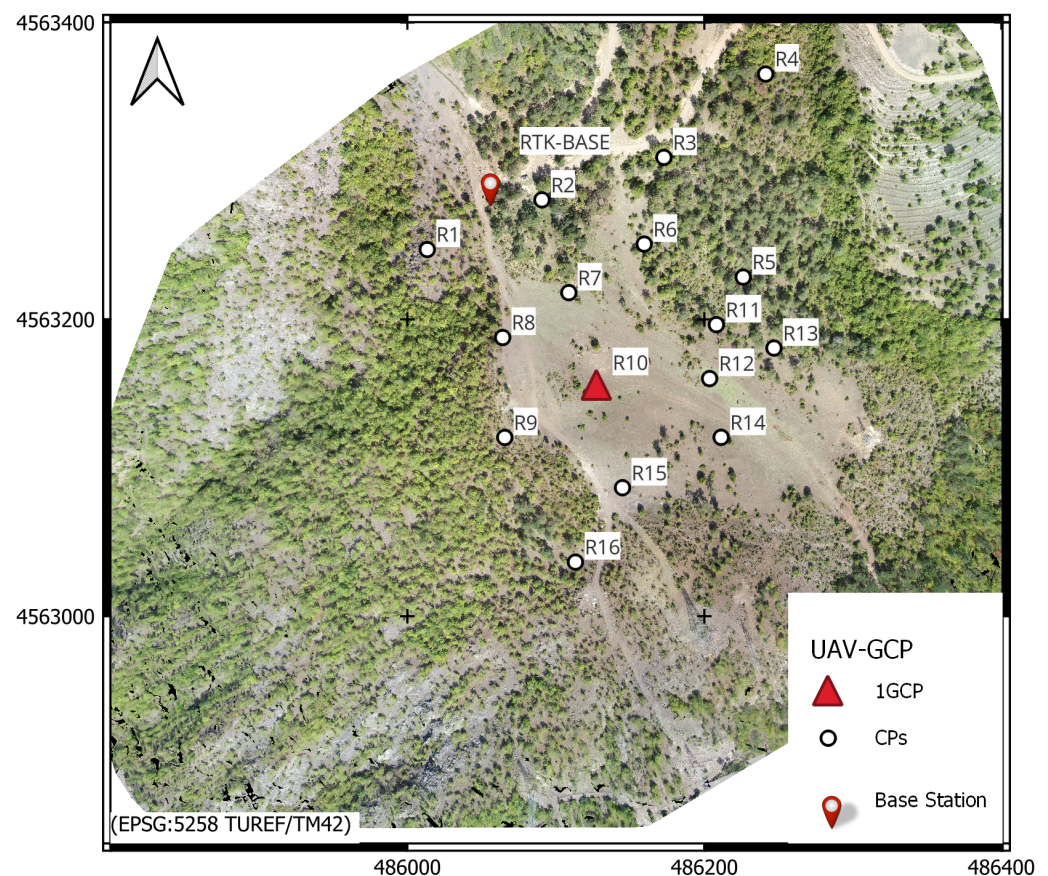 4563400
R4
RTK-BASE
R3
R2
R1
R6
R5
R7
R11
4563200
R8
R13
R10
R12
R9
R14
R15
R16
4563000
UAV-GCP
1GCP
CPs
Base Station
(EPSG:5258 TUREF/TM42)
486000
486200
486400